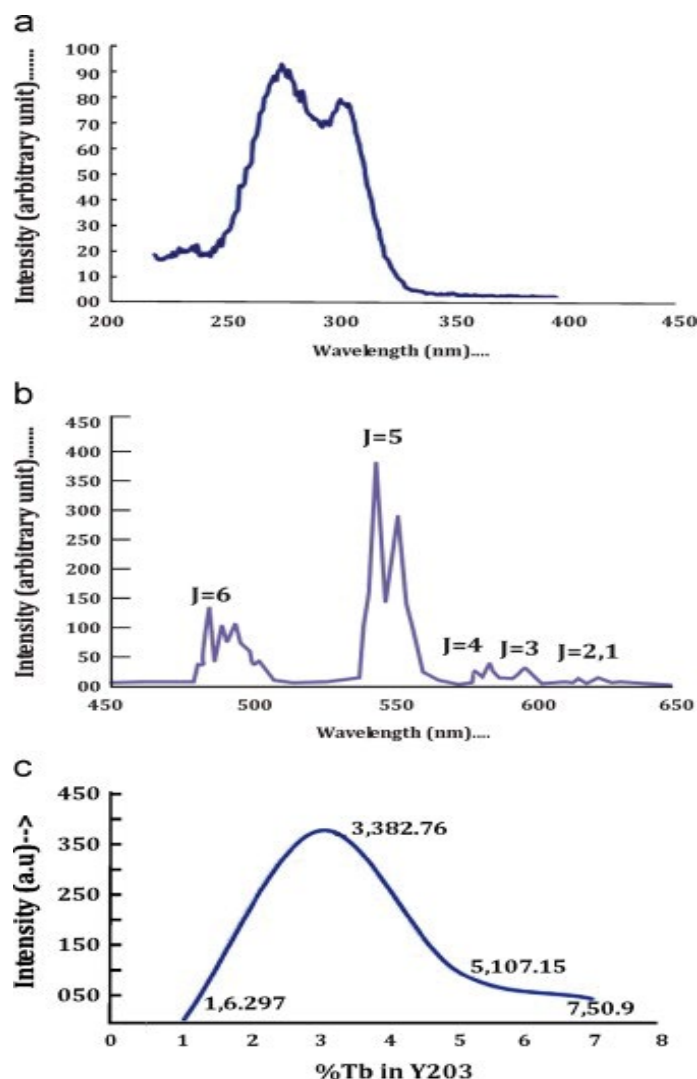 a
100
90
80
70
60
50
40
30
20
10
00
Intensity (arbitrary unit).......
200 250 300 350 400 450
Wavelength (nm)....
b
450
400
350
300
250
200
150
100
50
00
Intensity (arbitrary unit).......
J=6
J=5
J=4 J=3 J=2,1
450 500 550 600 650
Wavelength (nm)....
c
450
350
250
150
050
Intensity (a.u)-->
3,382.76
5,107.15
1,6.297
7,50.9
0 1 2 3 4 5 6 7 8
%Tb in Y203